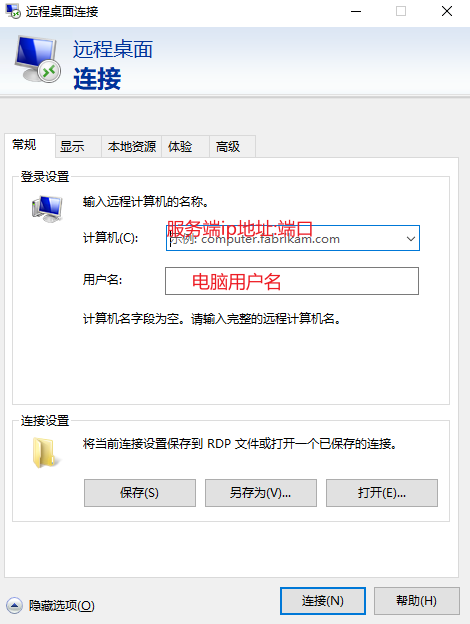 远程桌面连接
远程桌面
连接
常规 显示 本地资源 体验 高级
登录设置
输入远程计算机的名称。
服务端ip地址:端口
计算机(C): 示例: computer.fabrikam.com
用户名: 电脑用户名
计算机名字段为空。请输入完整的远程计算机名。
连接设置
将当前连接设置保存到 RDP 文件或打开一个已保存的连接。
保存(S) 另存为(V)... 打开(E)...
隐藏选项(O) 连接(N) 帮助(H)